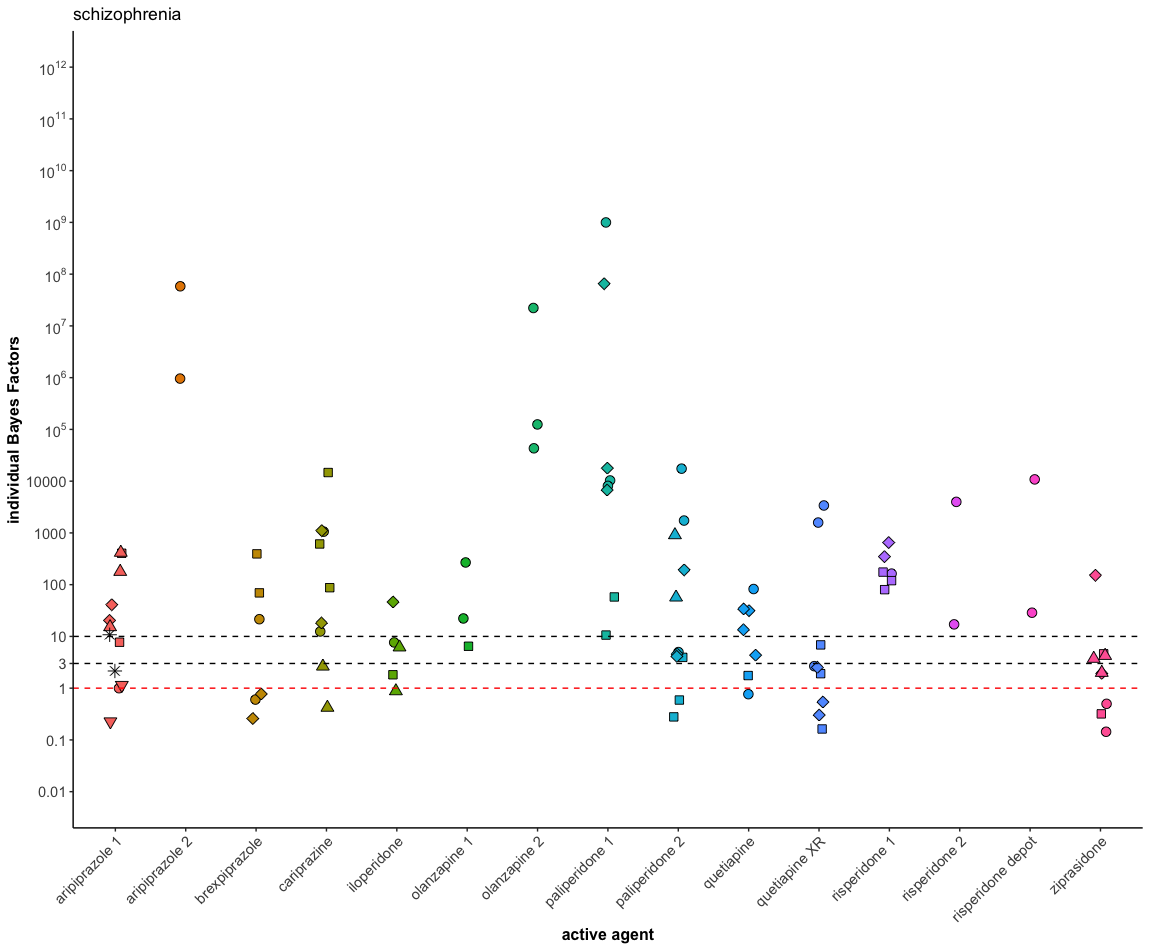 schizophrenia
individual Bayes Factors
10¹²
10¹¹
10¹⁰
10⁹
10⁸
10⁷
10⁶
10⁵
10000
1000
100
10
3
1
0.1
0.01
aripiprazole 1
aripiprazole 2
brexpiprazole
cariprazine
iloperidone
olanzapine 1
olanzapine 2
paliperidone 1
paliperidone 2
quetiapine
quetiapine XR
risperidone 1
risperidone 2
risperidone depot
ziprasidone
active agent